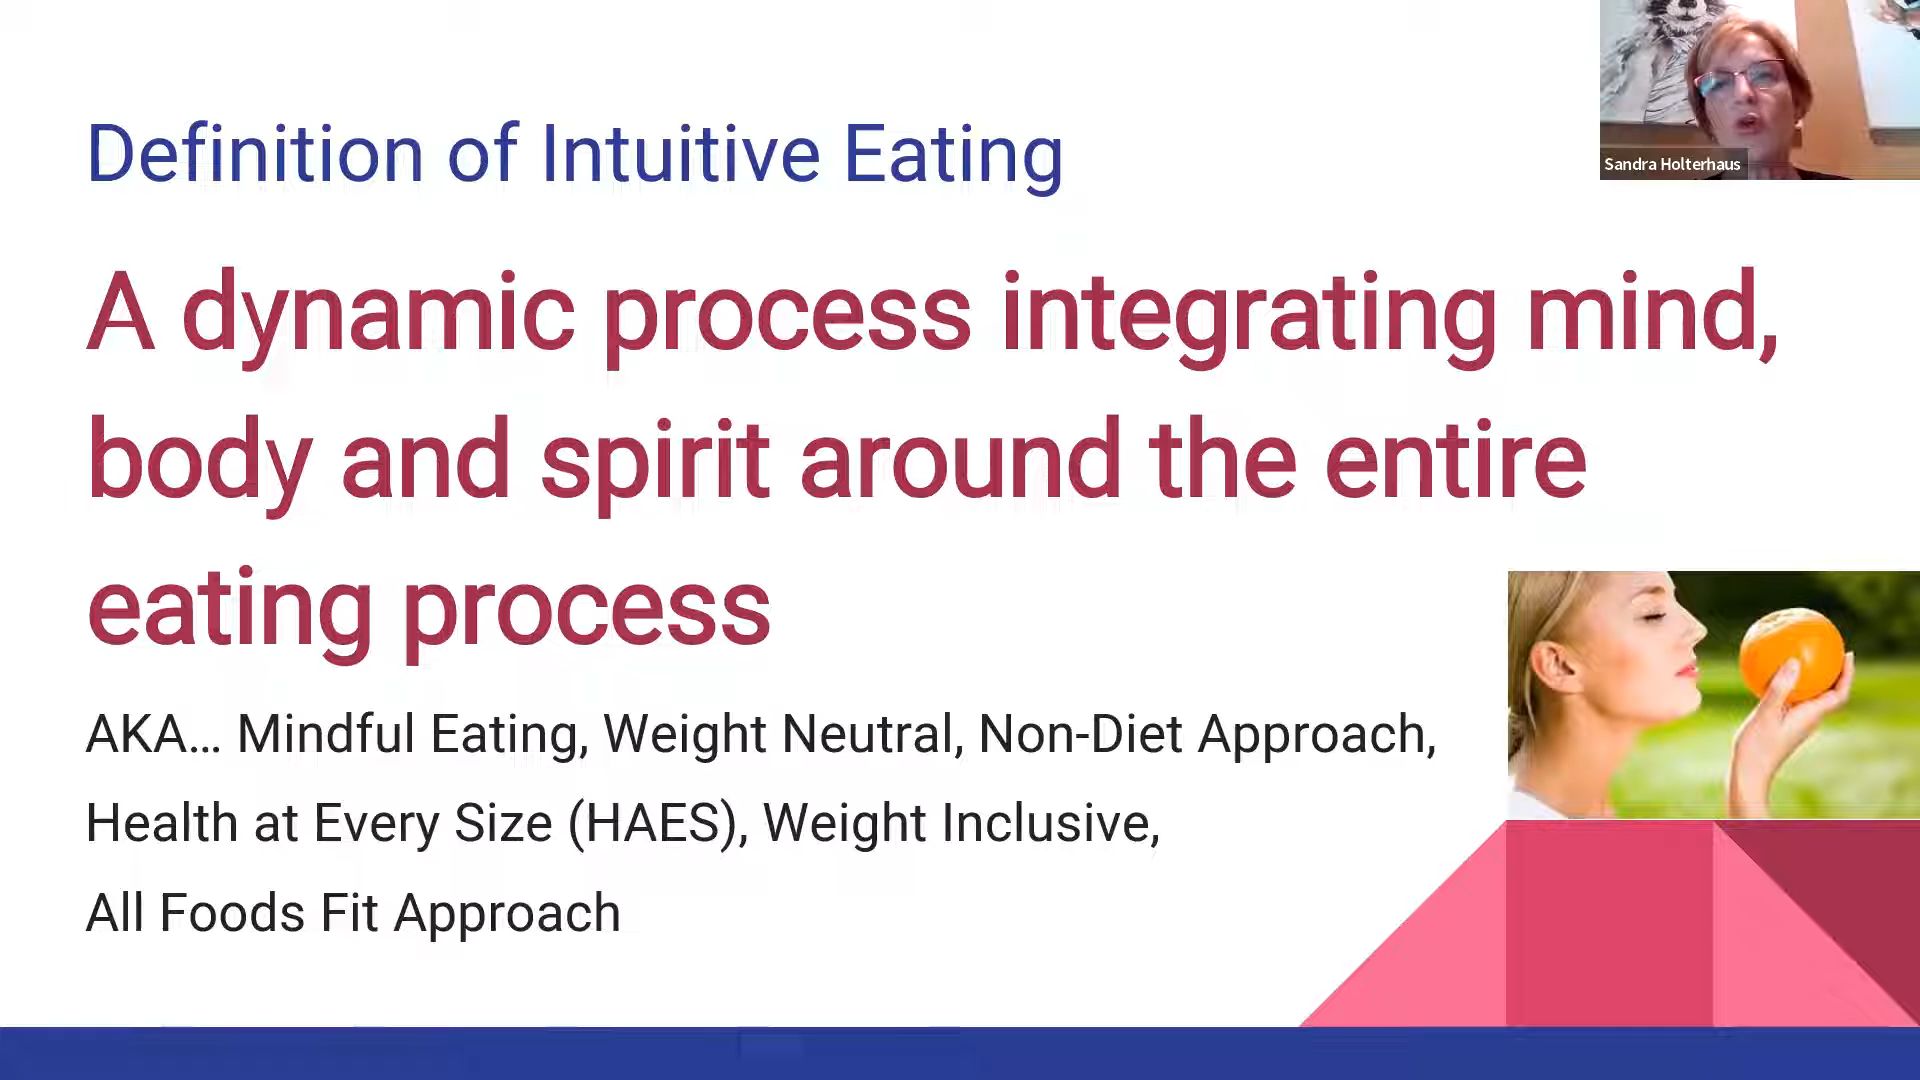 Sandra Holterhaus
Definition of Intuitive Eating
A dynamic process integrating mind,
body and spirit around the entire
eating process
AKA... Mindful Eating, Weight Neutral, Non-Diet Approach,
Health at Every Size (HAES), Weight Inclusive,
All Foods Fit Approach